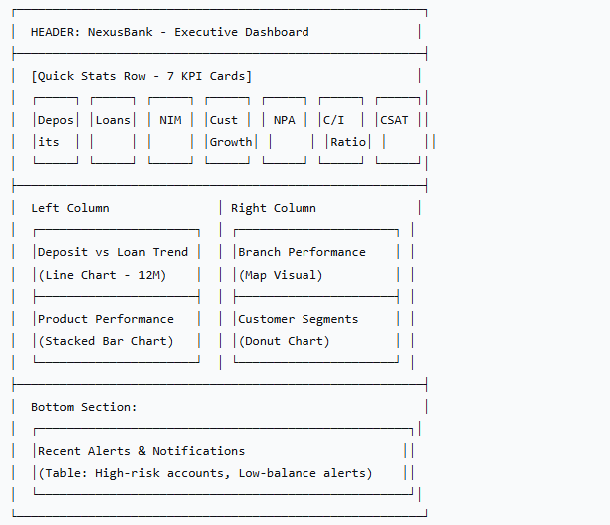 HEADER: NexusBank - Executive Dashboard
[Quick Stats Row - 7 KPI Cards]
Depos Loans NIM Cust NPA C/I CSAT
its Growth Ratio
Left Column Right Column
Deposit vs Loan Trend Branch Performance
(Line Chart - 12M) (Map Visual)
Product Performance Customer Segments
(Stacked Bar Chart) (Donut Chart)
Bottom Section:
Recent Alerts & Notifications
(Table: High-risk accounts, Low-balance alerts)